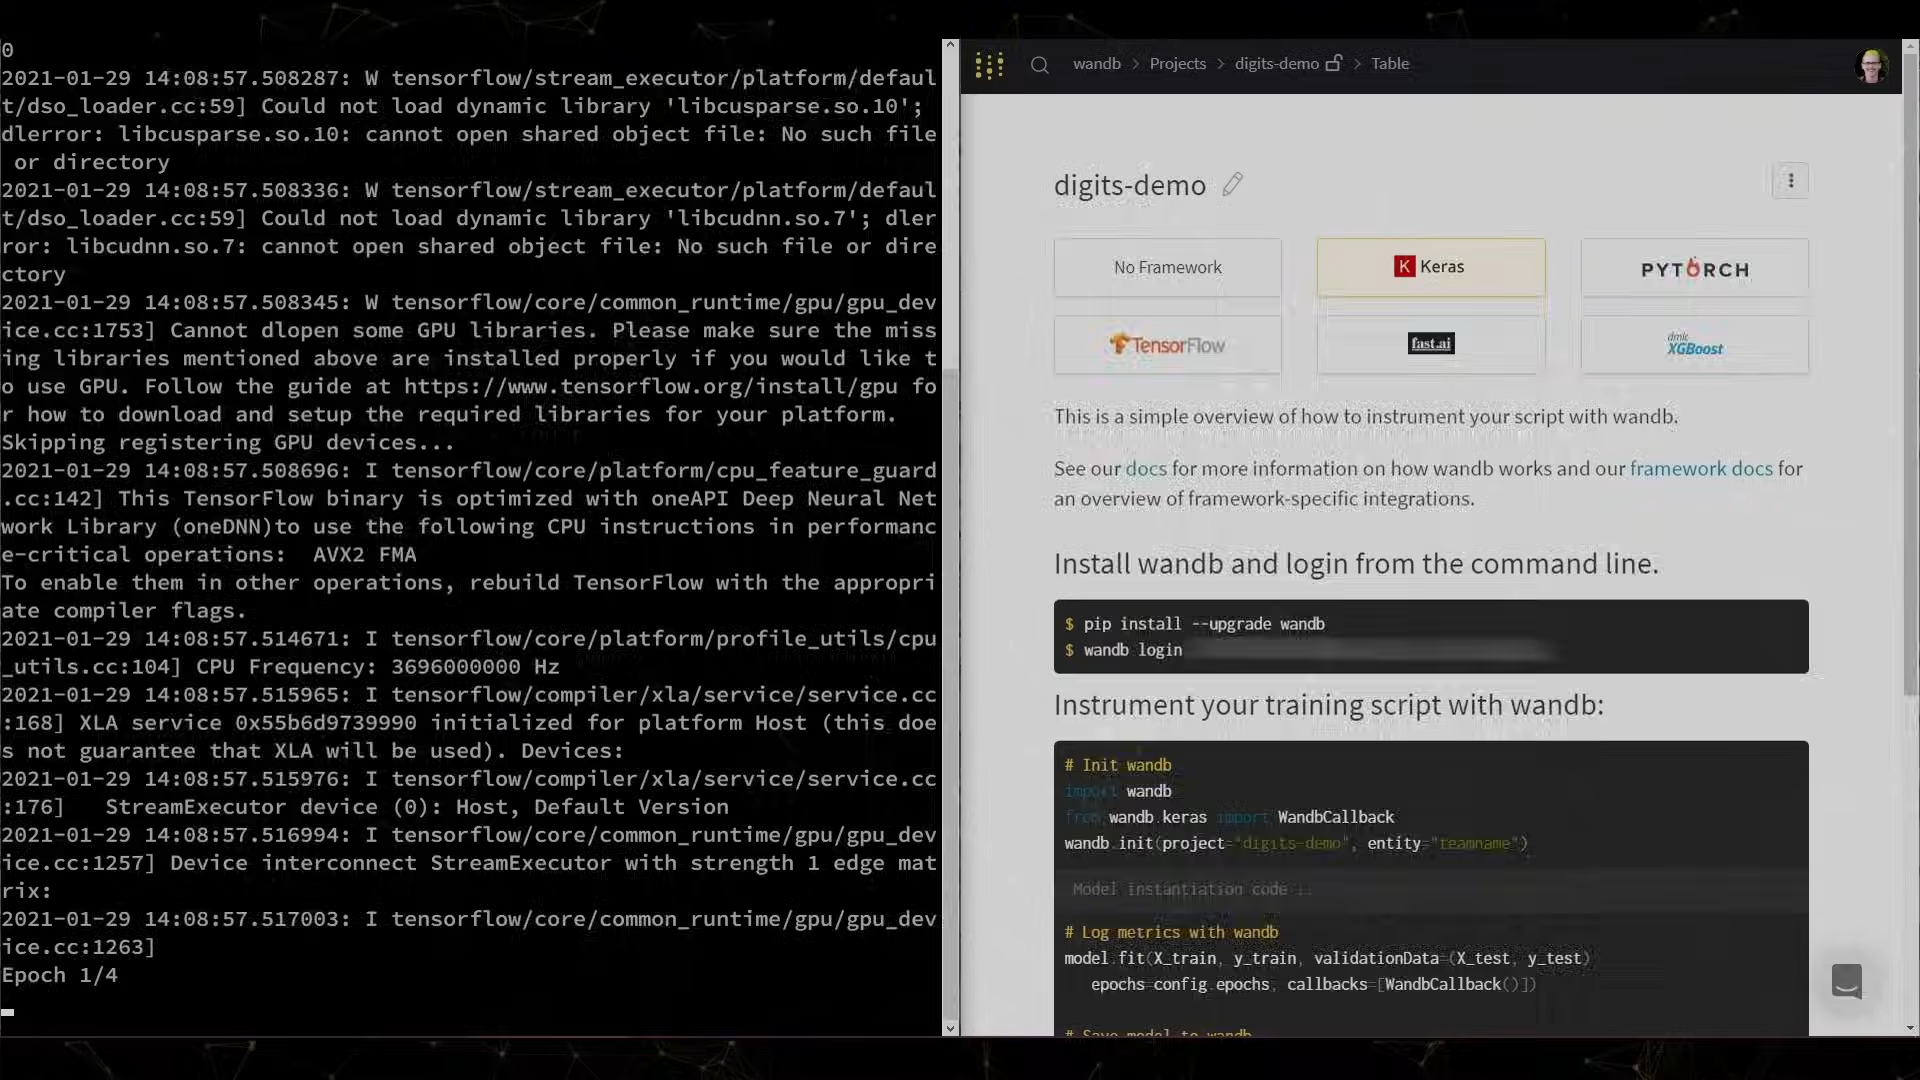 0
2021-01-29 14:08:57.508287: W tensorflow/stream_executor/platform/defaul
t/dso_loader.cc:59] Could not load dynamic library 'libcusparse.so.10';
dlerror: libcusparse.so.10: cannot open shared object file: No such file
 or directory
2021-01-29 14:08:57.508336: W tensorflow/stream_executor/platform/defaul
t/dso_loader.cc:59] Could not load dynamic library 'libcudnn.so.7'; dler
ror: libcudnn.so.7: cannot open shared object file: No such file or dire
ctory
2021-01-29 14:08:57.508345: W tensorflow/core/common_runtime/gpu/gpu_dev
ice.cc:1753] Cannot dlopen some GPU libraries. Please make sure the miss
ing libraries mentioned above are installed properly if you would like t
o use GPU. Follow the guide at https://www.tensorflow.org/install/gpu fo
r how to download and setup the required libraries for your platform.
Skipping registering GPU devices...
2021-01-29 14:08:57.508696: I tensorflow/core/platform/cpu_feature_guard
.cc:142] This TensorFlow binary is optimized with oneAPI Deep Neural Net
work Library (oneDNN)to use the following CPU instructions in performanc
e-critical operations:  AVX2 FMA
To enable them in other operations, rebuild TensorFlow with the appropri
ate compiler flags.
2021-01-29 14:08:57.514671: I tensorflow/core/platform/profile_utils/cpu
_utils.cc:104] CPU Frequency: 3696000000 Hz
2021-01-29 14:08:57.515965: I tensorflow/compiler/xla/service/service.cc
:168] XLA service 0x55b6d9739990 initialized for platform Host (this doe
s not guarantee that XLA will be used). Devices:
2021-01-29 14:08:57.515976: I tensorflow/compiler/xla/service/service.cc
:176]   StreamExecutor device (0): Host, Default Version
2021-01-29 14:08:57.516994: I tensorflow/core/common_runtime/gpu/gpu_dev
ice.cc:1257] Device interconnect StreamExecutor with strength 1 edge mat
rix:
2021-01-29 14:08:57.517003: I tensorflow/core/common_runtime/gpu/gpu_dev
ice.cc:1263]
Epoch 1/4
wandb > Projects > digits-demo > Table
digits-demo
No Framework
K Keras
PYTORCH
TensorFlow
fast.ai
dmlc XGBoost
This is a simple overview of how to instrument your script with wandb.
See our docs for more information on how wandb works and our framework docs for
an overview of framework-specific integrations.
Install wandb and login from the command line.
$ pip install --upgrade wandb
$ wandb login
Instrument your training script with wandb:
# Init wandb
import wandb
from wandb.keras import WandbCallback
wandb.init(project="digits-demo", entity="teamname")
Model instantiation code ..
# Log metrics with wandb
model.fit(X_train, y_train, validationData=(X_test, y_test)
epochs=config.epochs, callbacks=[WandbCallback()])
# Save model to wandb